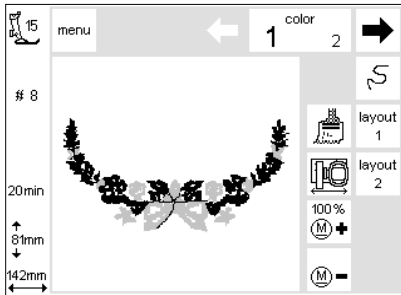 15
menu
color
1 2
# 8
layout
1
layout
2
20min
100%
M +
81mm
M -
142mm